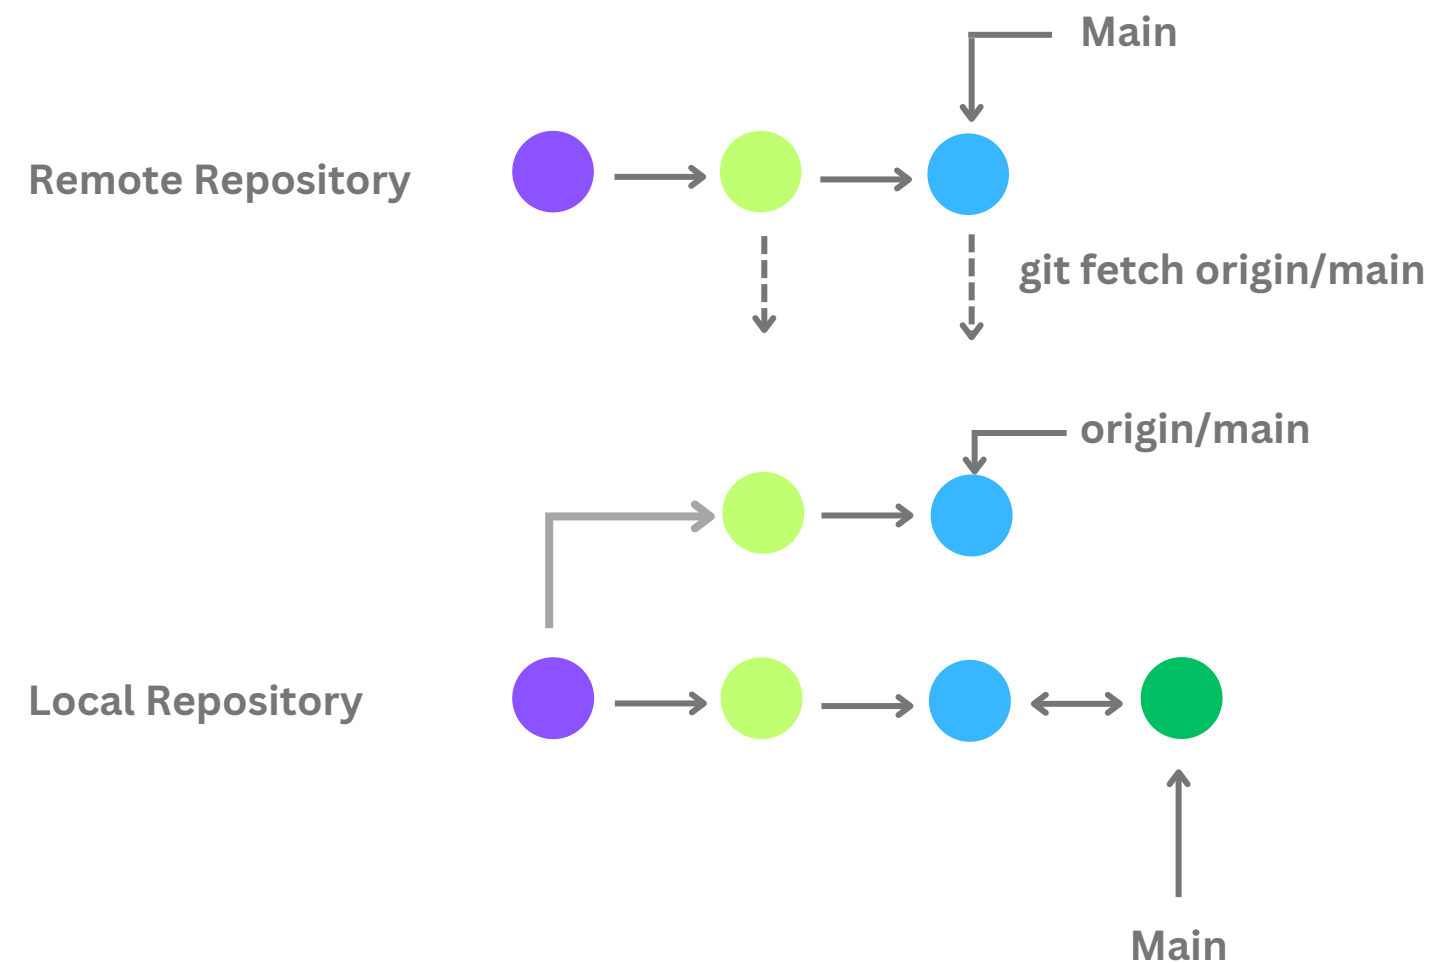 Main
Remote Repository
git fetch origin/main
origin/main
Local Repository
Main